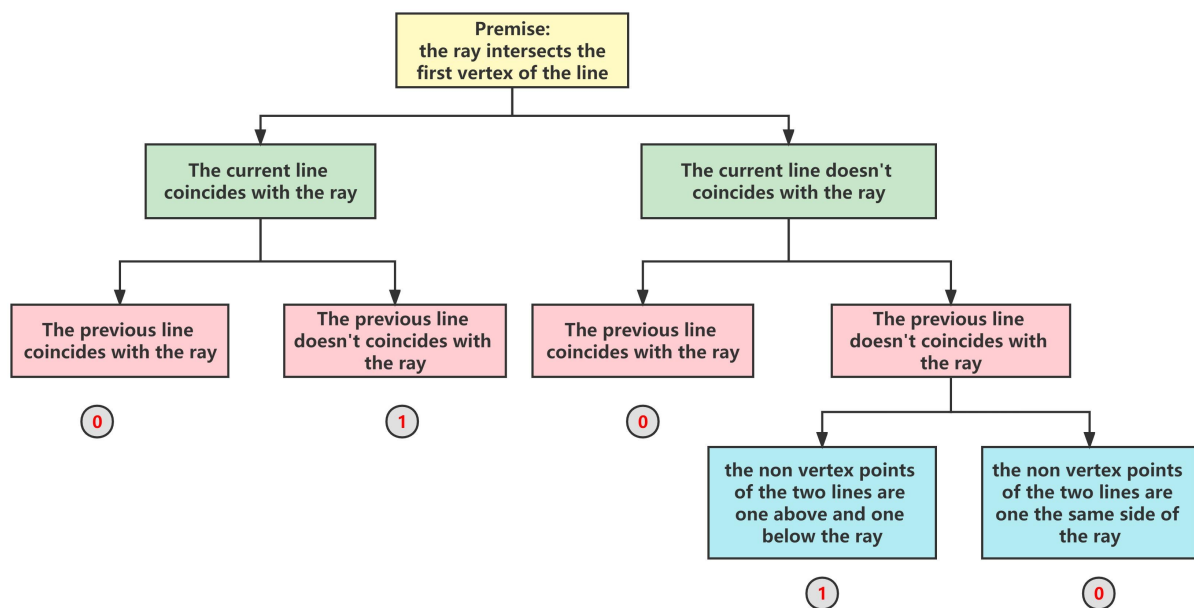 Premise:
the ray intersects the
first vertex of the line
The current line
coincides with the ray
The current line doesn't
coincides with the ray
The previous line
coincides with the ray
The previous line
doesn't coincides with
the ray
The previous line
coincides with the ray
The previous line
doesn't coincides with
the ray
0
1
0
the non vertex points
of the two lines are
one above and one
below the ray
the non vertex points
of the two lines are
one the same side of
the ray
1
0